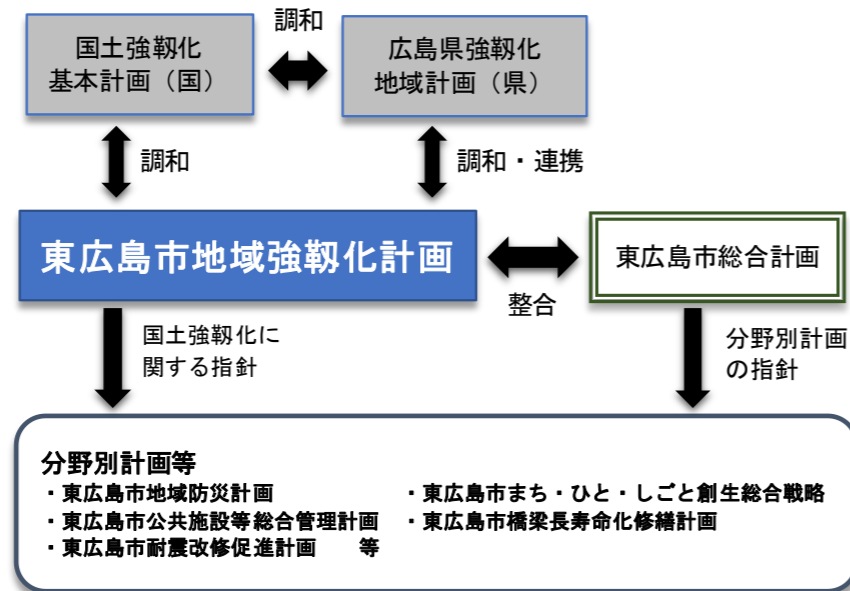 調和
国土強靱化
基本計画（国）
広島県強靱化
地域計画（県）
調和
調和・連携
東広島市地域強靱化計画
東広島市総合計画
整合
国土強靱化に
関する指針
分野別計画
の指針
分野別計画等
・東広島市地域防災計画
・東広島市まち・ひと・しごと創生総合戦略
・東広島市公共施設等総合管理計画
・東広島市橋梁長寿命化修繕計画
・東広島市耐震改修促進計画　等